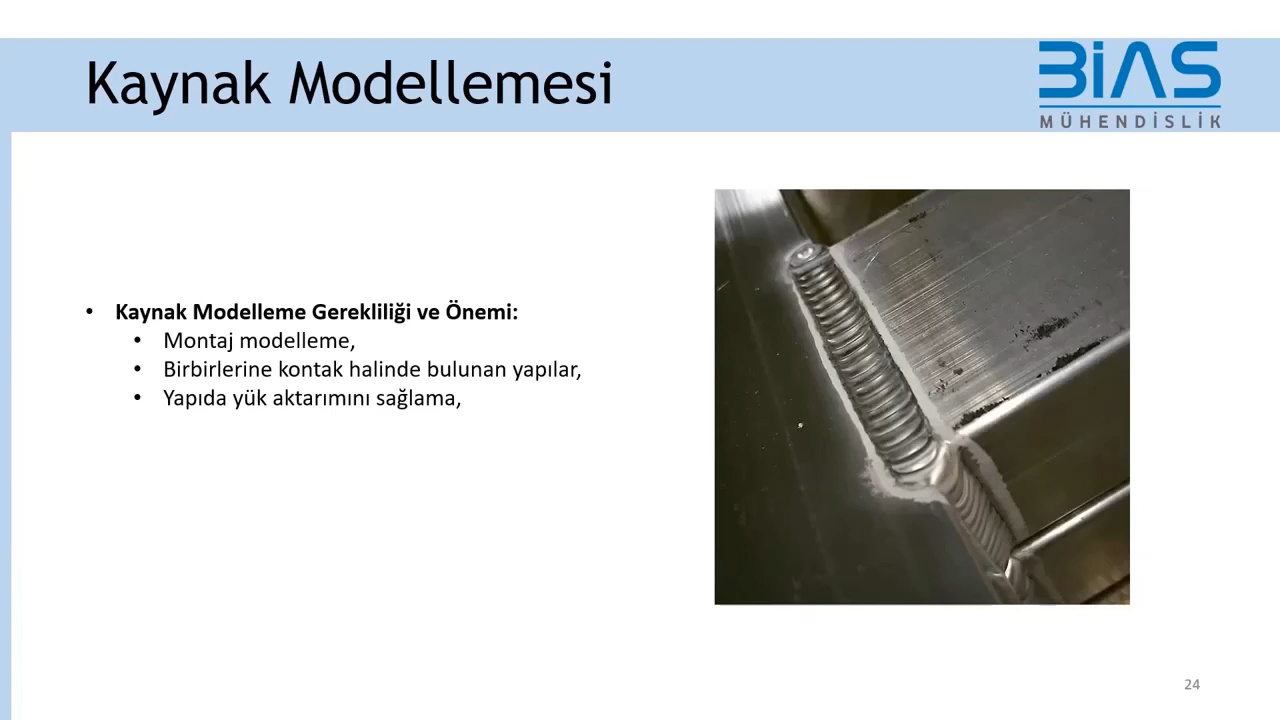 Kaynak Modellemesi
BiAS
MÜHENDİSLİK
• Kaynak Modelleme Gerekliliği ve Önemi:
• Montaj modelleme,
• Birbirlerine kontak halinde bulunan yapılar,
• Yapıda yük aktarımını sağlama,
24